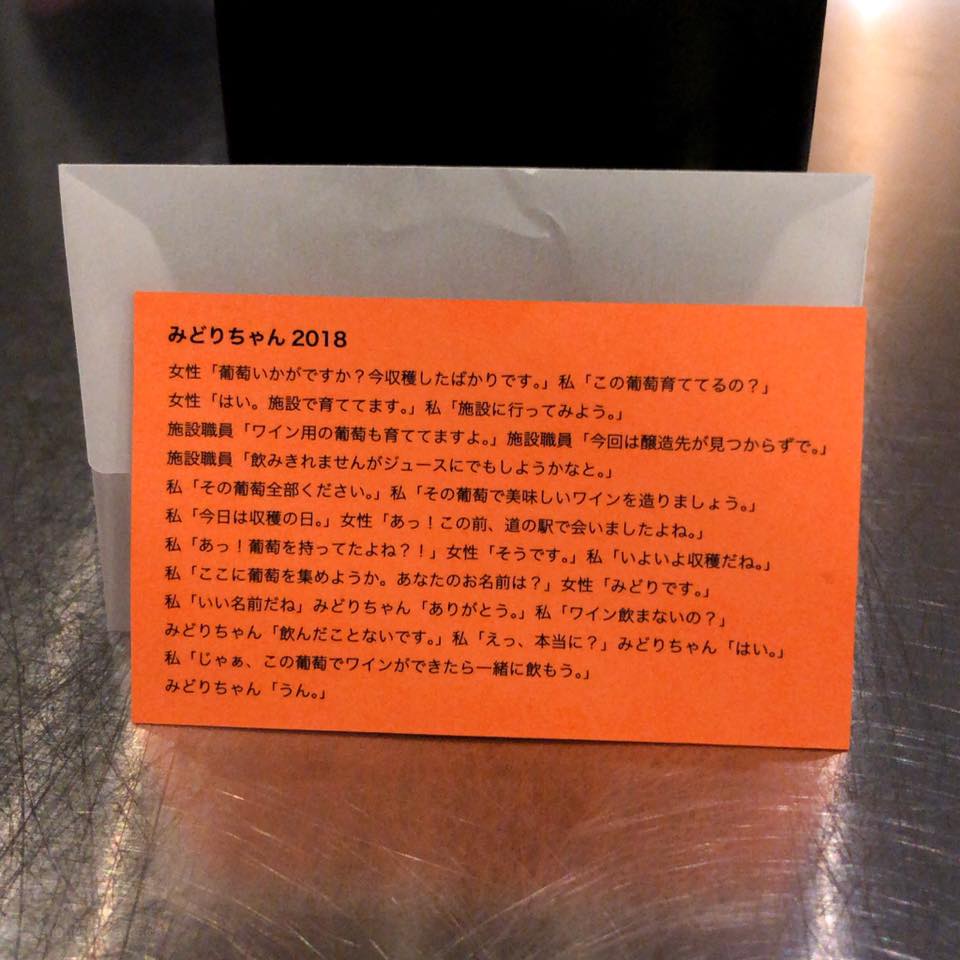 みどりちゃん 2018
女性「葡萄いかがですか？今収穫したばかりです。」私「この葡萄育ててるの？」
女性「はい。施設で育ててます。」私「施設に行ってみよう。」
施設職員「ワイン用の葡萄も育ててますよ。」施設職員「今回は醸造先が見つからずで。」
施設職員「飲みきれませんがジュースにでもしようかなと。」
私「その葡萄全部ください。」私「その葡萄で美味しいワインを造りましょう。」
私「今日は収穫の日。」女性「あっ！この前、道の駅で会いましたよね。」
私「あっ！葡萄を持ってたよね？！」女性「そうです。」私「いよいよ収穫だね。」
私「ここに葡萄を集めようか。あなたのお名前は？」女性「みどりです。」
私「いい名前だね」みどりちゃん「ありがとう。」私「ワイン飲まないの？」
みどりちゃん「飲んだことないです。」私「えっ、本当に？」みどりちゃん「はい。」
私「じゃぁ、この葡萄でワインができたら一緒に飲もう。」
みどりちゃん「うん。」